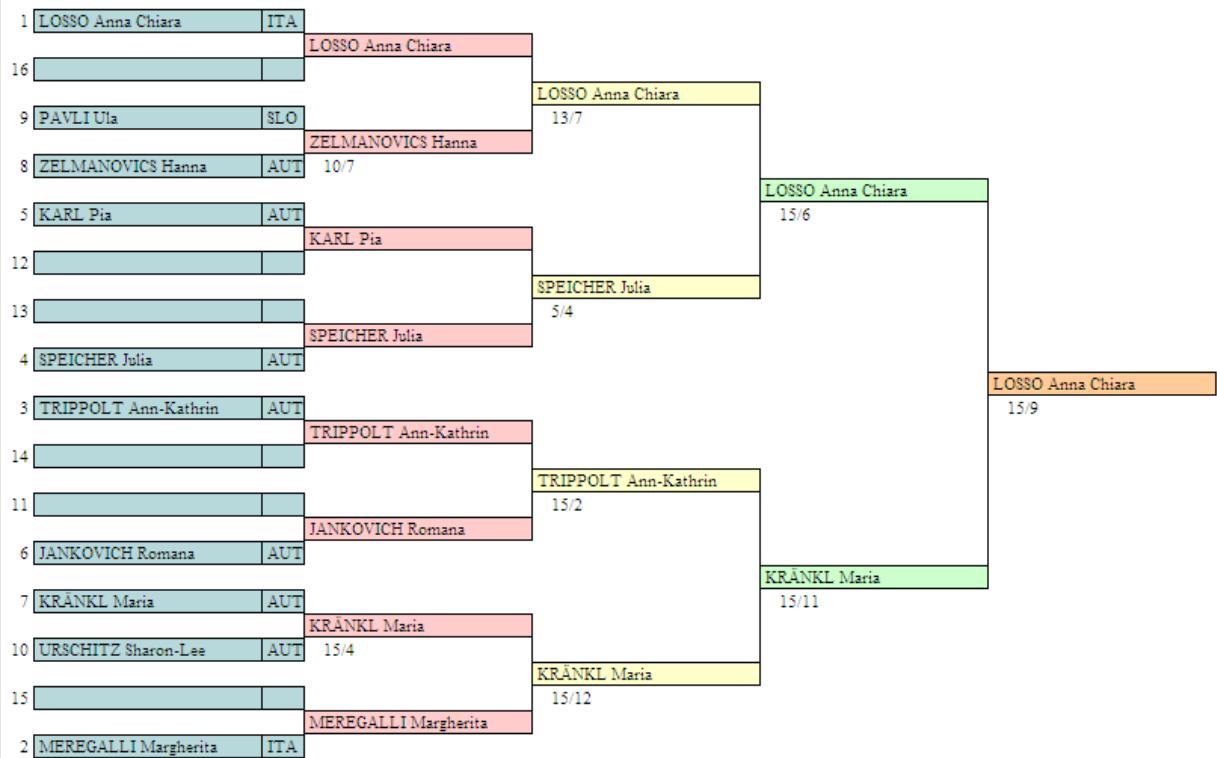 1 LOSSO Anna Chiara ITA
LOSSO Anna Chiara
16
LOSSO Anna Chiara
9 PAVLI Ula SLO
13/7
ZELMANOVICS Hanna
8 ZELMANOVICS Hanna AUT
10/7
LOSSO Anna Chiara
5 KARL Pia AUT
15/6
KARL Pia
12
SPEICHER Julia
13
5/4
SPEICHER Julia
4 SPEICHER Julia AUT
LOSSO Anna Chiara
3 TRIPPOLT Ann-Kathrin AUT
15/9
TRIPPOLT Ann-Kathrin
14
TRIPPOLT Ann-Kathrin
11
15/2
JANKOVICH Romana
6 JANKOVICH Romana AUT
KRÄNKL Maria
7 KRÄNKL Maria AUT
15/11
KRÄNKL Maria
10 URSCHITZ Sharon-Lee AUT
15/4
KRÄNKL Maria
15
15/12
MEREGALLI Margherita
2 MEREGALLI Margherita ITA